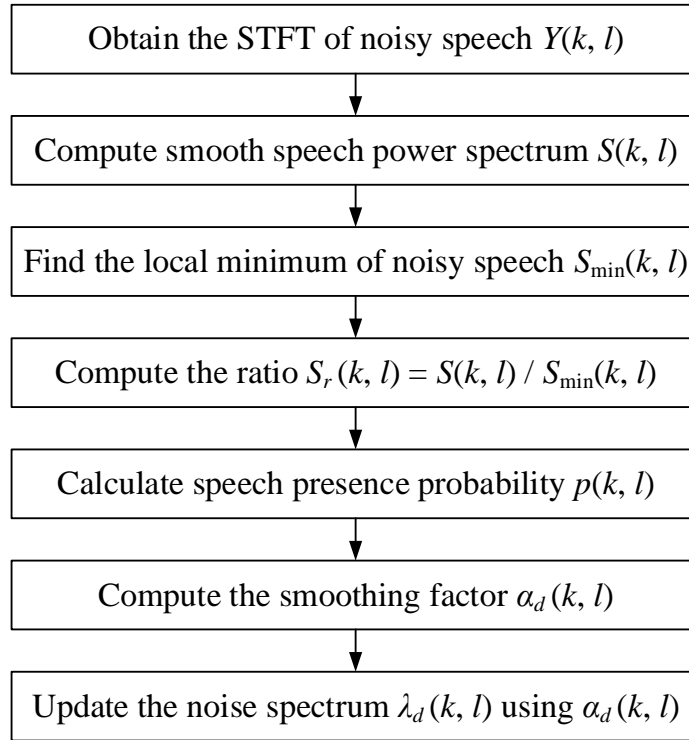 Obtain the STFT of noisy speech Y(k, l)
Compute smooth speech power spectrum S(k, l)
Find the local minimum of noisy speech Smin(k, l)
Compute the ratio Sr(k, l) = S(k, l) / Smin(k, l)
Calculate speech presence probability p(k, l)
Compute the smoothing factor αd(k, l)
Update the noise spectrum λd(k, l) using αd(k, l)